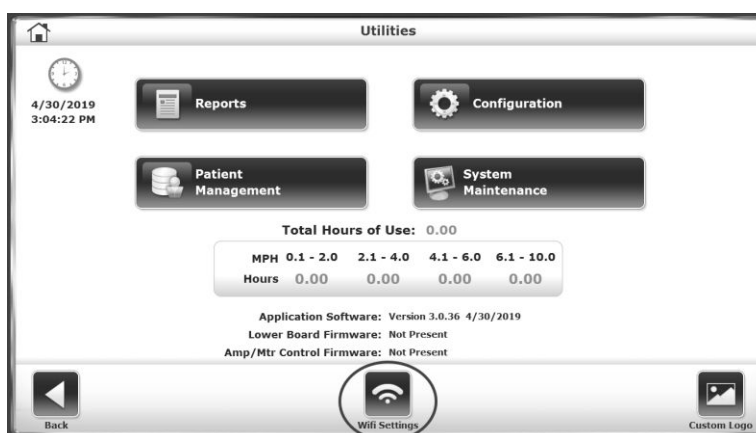 Utilities
4/30/2019
3:04:22 PM
Reports
Configuration
Patient
Management
System
Maintenance
Total Hours of Use: 0.00
MPH 0.1 - 2.0 2.1 - 4.0 4.1 - 6.0 6.1 - 10.0
Hours 0.00 0.00 0.00 0.00
Application Software: Version 3.0.36 4/30/2019
Lower Board Firmware: Not Present
Amp/Mtr Control Firmware: Not Present
Back
Wifi Settings
Custom Logo